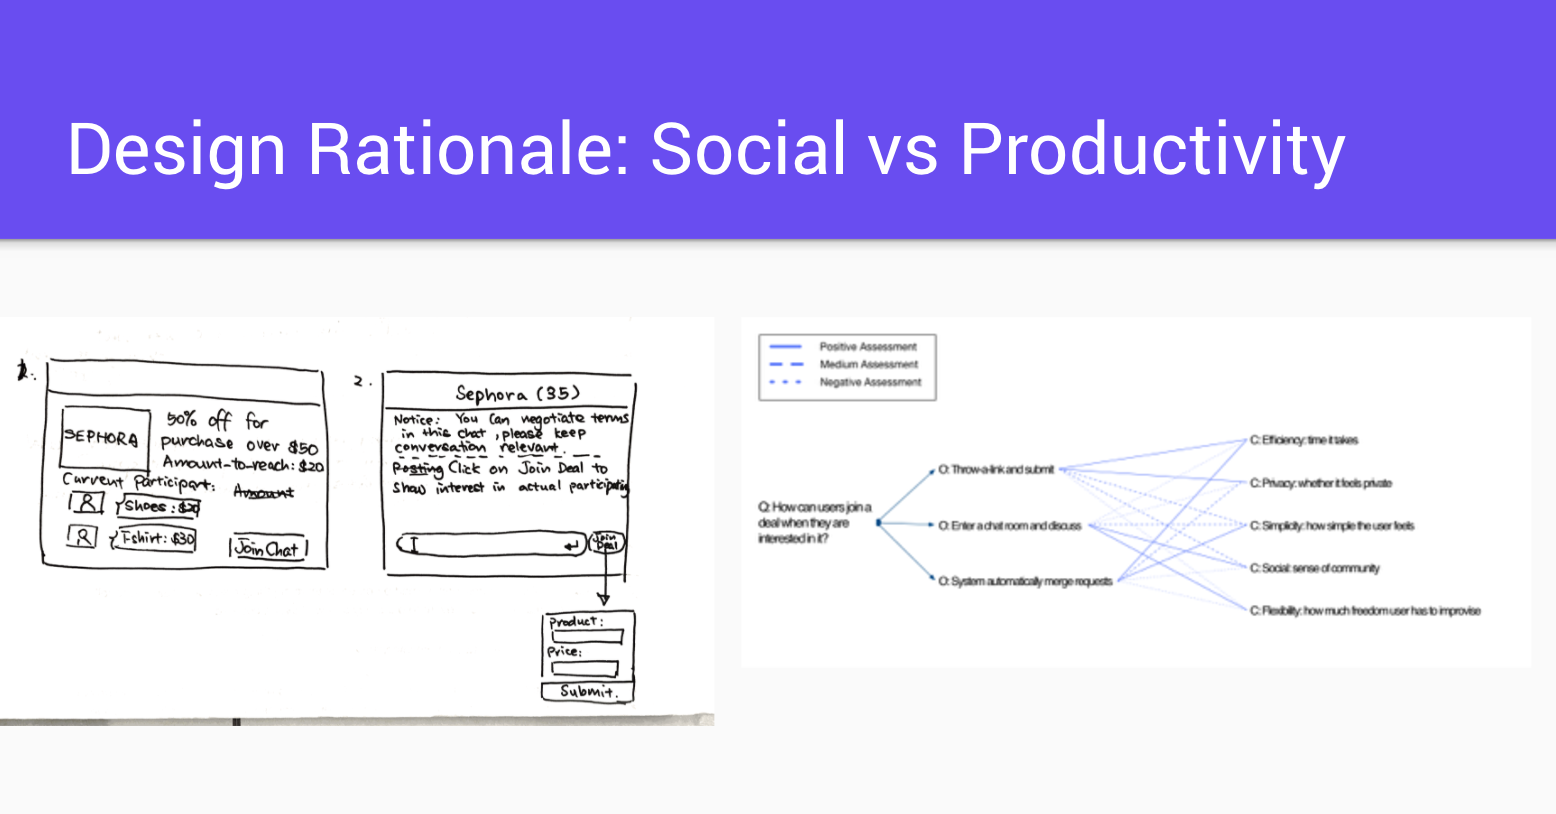 Design Rationale: Social vs Productivity
1.
SEPHORA
50% off for
purchase over $50
Amount-to-reach: $20
Current Participant: Amount
Shoes: $20
T-shirt: $30
Join Chat
2.
Sephora (35)
Notice: You can negotiate terms
in this chat, please keep
conversation relevant.
Posting Click on Join Deal to
show interest in actual participating
Join
Deal
Product:
Price:
Submit.
Positive Assessment
Medium Assessment
Negative Assessment
Q: How can users join a
deal when they are
interested in it?
O: Throw-a-link and submit
O: Enter a chat room and discuss
O: System automatically merge requests
C: Efficiency: time it takes
C: Privacy: whether it feels private
C: Simplicity: how simple the user feels
C: Social: sense of community
C: Flexibility: how much freedom user has to improvise